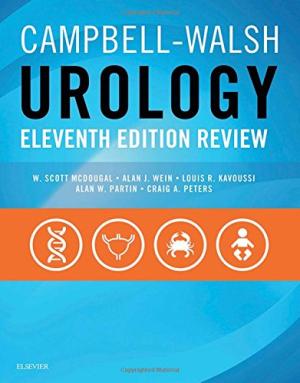 CAMPBELL-WALSH
UROLOGY
ELEVENTH EDITION REVIEW
W. SCOTT MCDOUGAL • ALAN J. WEIN • LOUIS R. KAVOUSSI
ALAN W. PARTIN • CRAIG A. PETERS
ELSEVIER